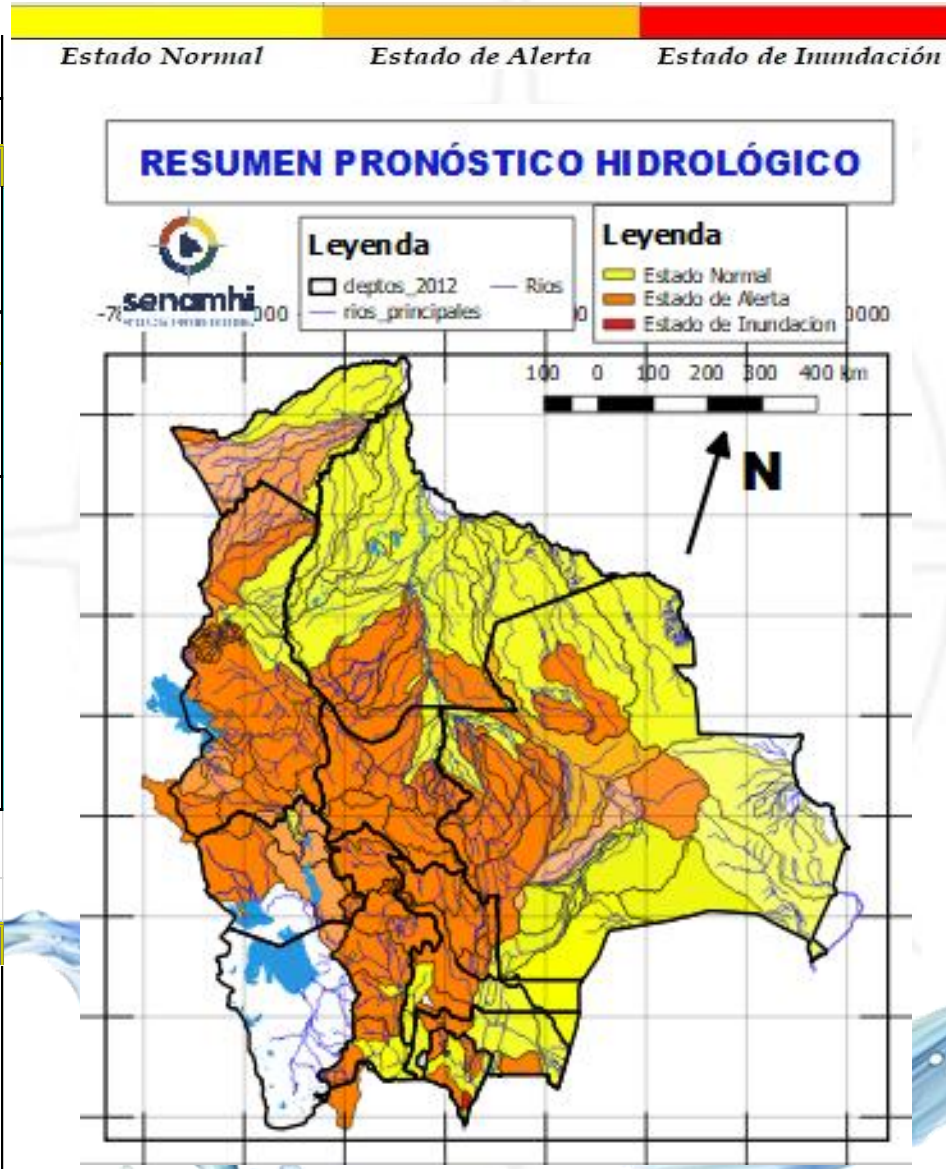 Estado Normal Estado de Alerta Estado de Inundación
RESUMEN PRONÓSTICO HIDROLÓGICO
senamhi
Leyenda
deptos_2012 Rios
rios_principales
Leyenda
Estado Normal
Estado de Alerta
Estado de Inundacion
100 0 100 200 300 400 km
N